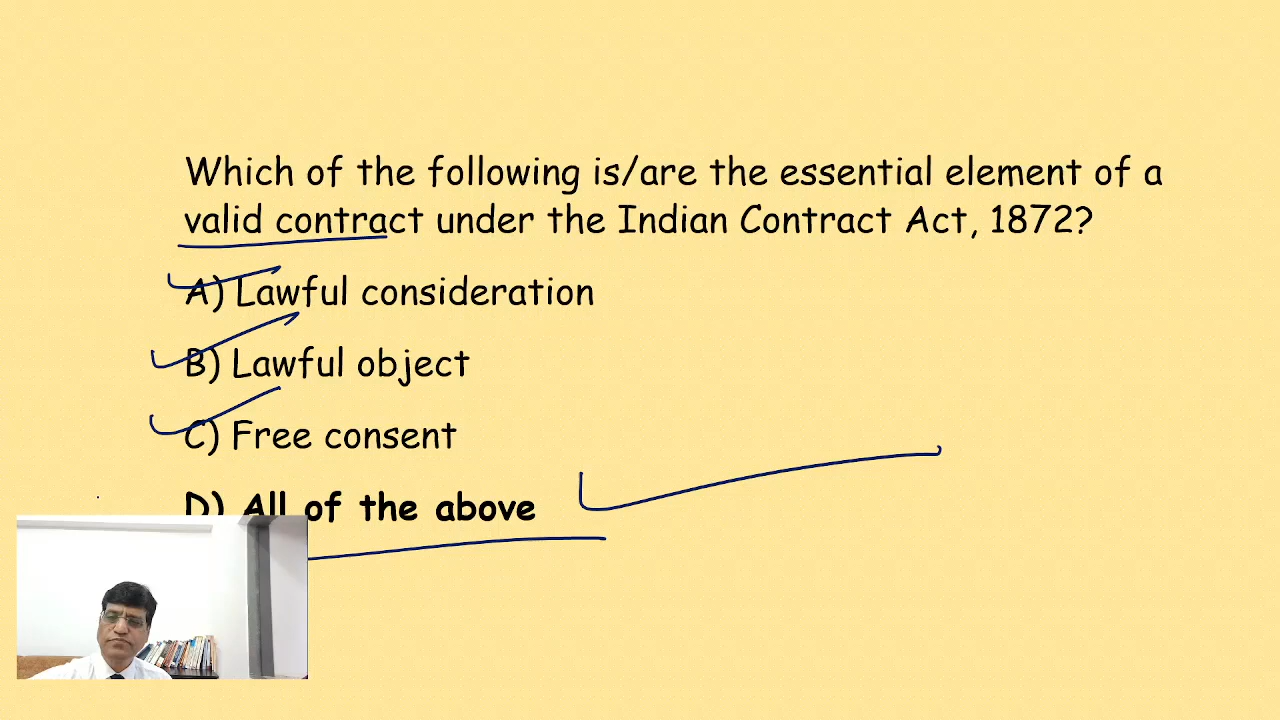 Which of the following is/are the essential element of a
valid contract under the Indian Contract Act, 1872?
A) Lawful consideration
B) Lawful object
C) Free consent
D) All of the above